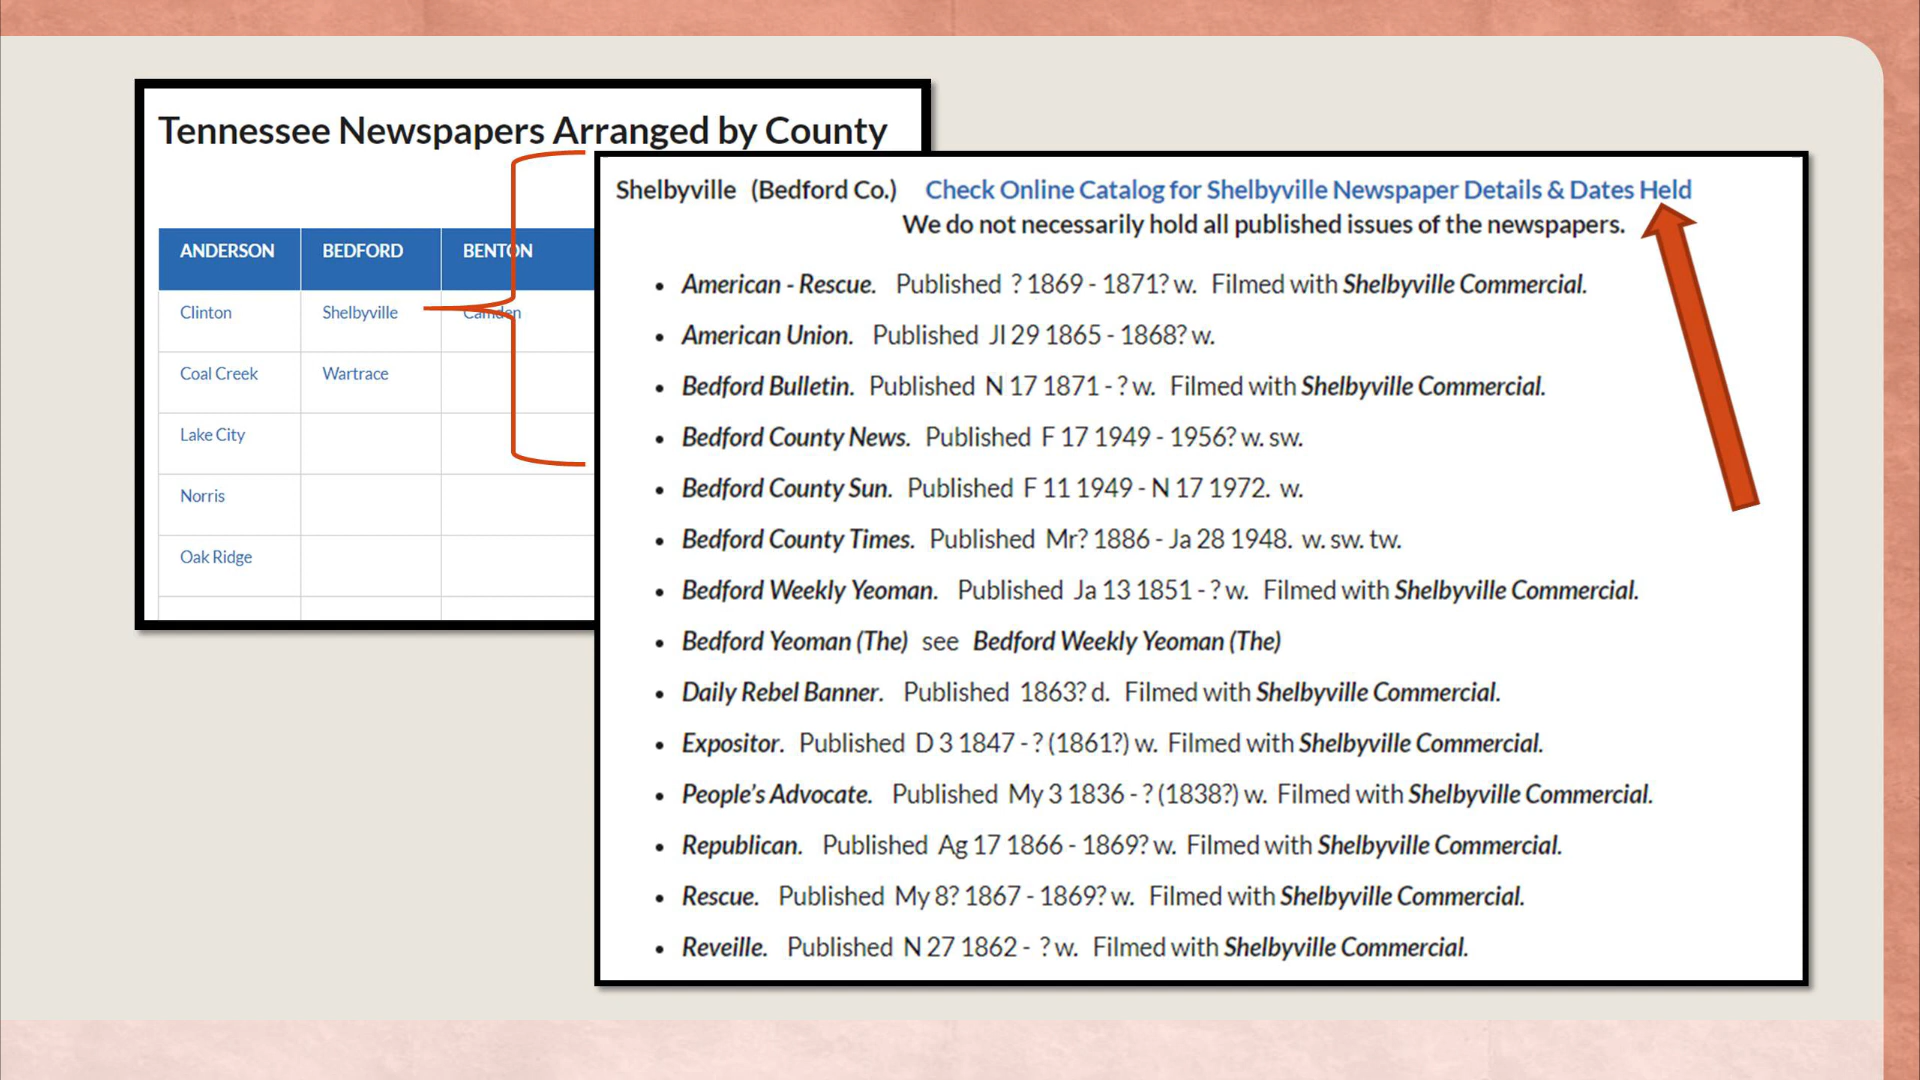 Tennessee Newspapers Arranged by County
ANDERSON BEDFORD BENTON
Clinton Shelbyville Camden
Coal Creek Wartrace
Lake City
Norris
Oak Ridge
Shelbyville (Bedford Co.) Check Online Catalog for Shelbyville Newspaper Details & Dates Held
We do not necessarily hold all published issues of the newspapers.
• American - Rescue. Published ? 1869 - 1871? w. Filmed with Shelbyville Commercial.
• American Union. Published Jl 29 1865 - 1868? w.
• Bedford Bulletin. Published N 17 1871 - ? w. Filmed with Shelbyville Commercial.
• Bedford County News. Published F 17 1949 - 1956? w. sw.
• Bedford County Sun. Published F 11 1949 - N 17 1972. w.
• Bedford County Times. Published Mr? 1886 - Ja 28 1948. w. sw. tw.
• Bedford Weekly Yeoman. Published Ja 13 1851 - ? w. Filmed with Shelbyville Commercial.
• Bedford Yeoman (The) see Bedford Weekly Yeoman (The)
• Daily Rebel Banner. Published 1863? d. Filmed with Shelbyville Commercial.
• Expositor. Published D 3 1847 - ? (1861?) w. Filmed with Shelbyville Commercial.
• People's Advocate. Published My 3 1836 - ? (1838?) w. Filmed with Shelbyville Commercial.
• Republican. Published Ag 17 1866 - 1869? w. Filmed with Shelbyville Commercial.
• Rescue. Published My 8? 1867 - 1869? w. Filmed with Shelbyville Commercial.
• Reveille. Published N 27 1862 - ? w. Filmed with Shelbyville Commercial.